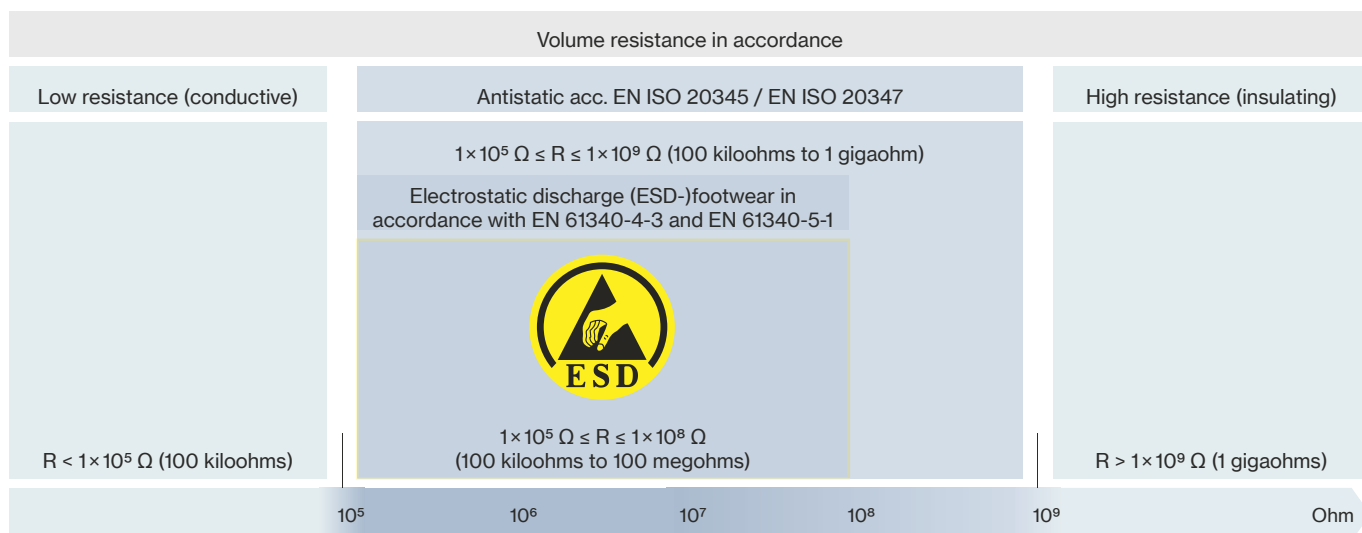 Volume resistance in accordance
Low resistance (conductive)
Antistatic acc. EN ISO 20345 / EN ISO 20347
High resistance (insulating)
1×10⁵ Ω ≤ R ≤ 1×10⁹ Ω (100 kiloohms to 1 gigaohm)
Electrostatic discharge (ESD-)footwear in
accordance with EN 61340-4-3 and EN 61340-5-1
ESD
1×10⁵ Ω ≤ R ≤ 1×10⁸ Ω
(100 kiloohms to 100 megohms)
R < 1×10⁵ Ω (100 kiloohms)
R > 1×10⁹ Ω (1 gigaohms)
10⁵ 10⁶ 10⁷ 10⁸ 10⁹ Ohm